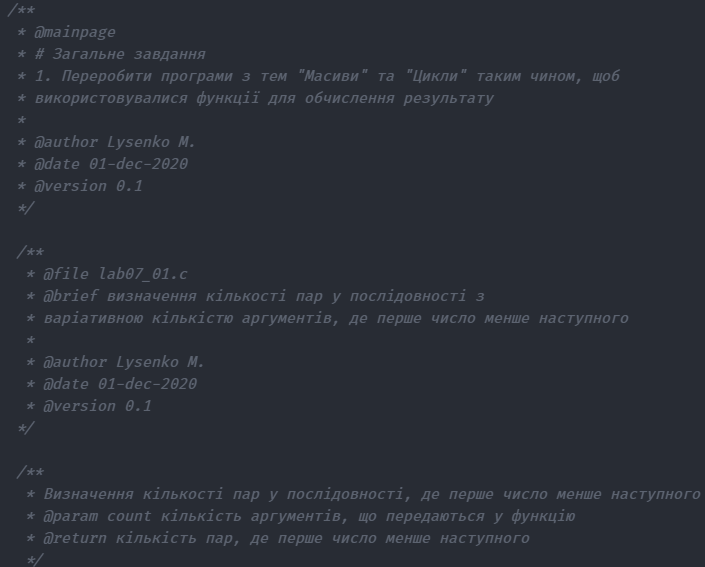 /**
* @mainpage
* # Загальне завдання
* 1. Переробити програми з тем "Масиви" та "Цикли" таким чином, щоб
* використовувалися функції для обчислення результату
*
* @author Lysenko M.
* @date 01-dec-2020
* @version 0.1
*/
/**
* @file lab07_01.c
* @brief визначення кількості пар у послідовності з
* варіативною кількістю аргументів, де перше число менше наступного
*
* @author Lysenko M.
* @date 01-dec-2020
* @version 0.1
*/
/**
* Визначення кількості пар у послідовності, де перше число менше наступного
* @param count кількість аргументів, що передаються у функцію
* @return кількість пар, де перше число менше наступного
*/